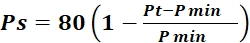 Ps = 80 (1 − (Pt−P min)/(P min))